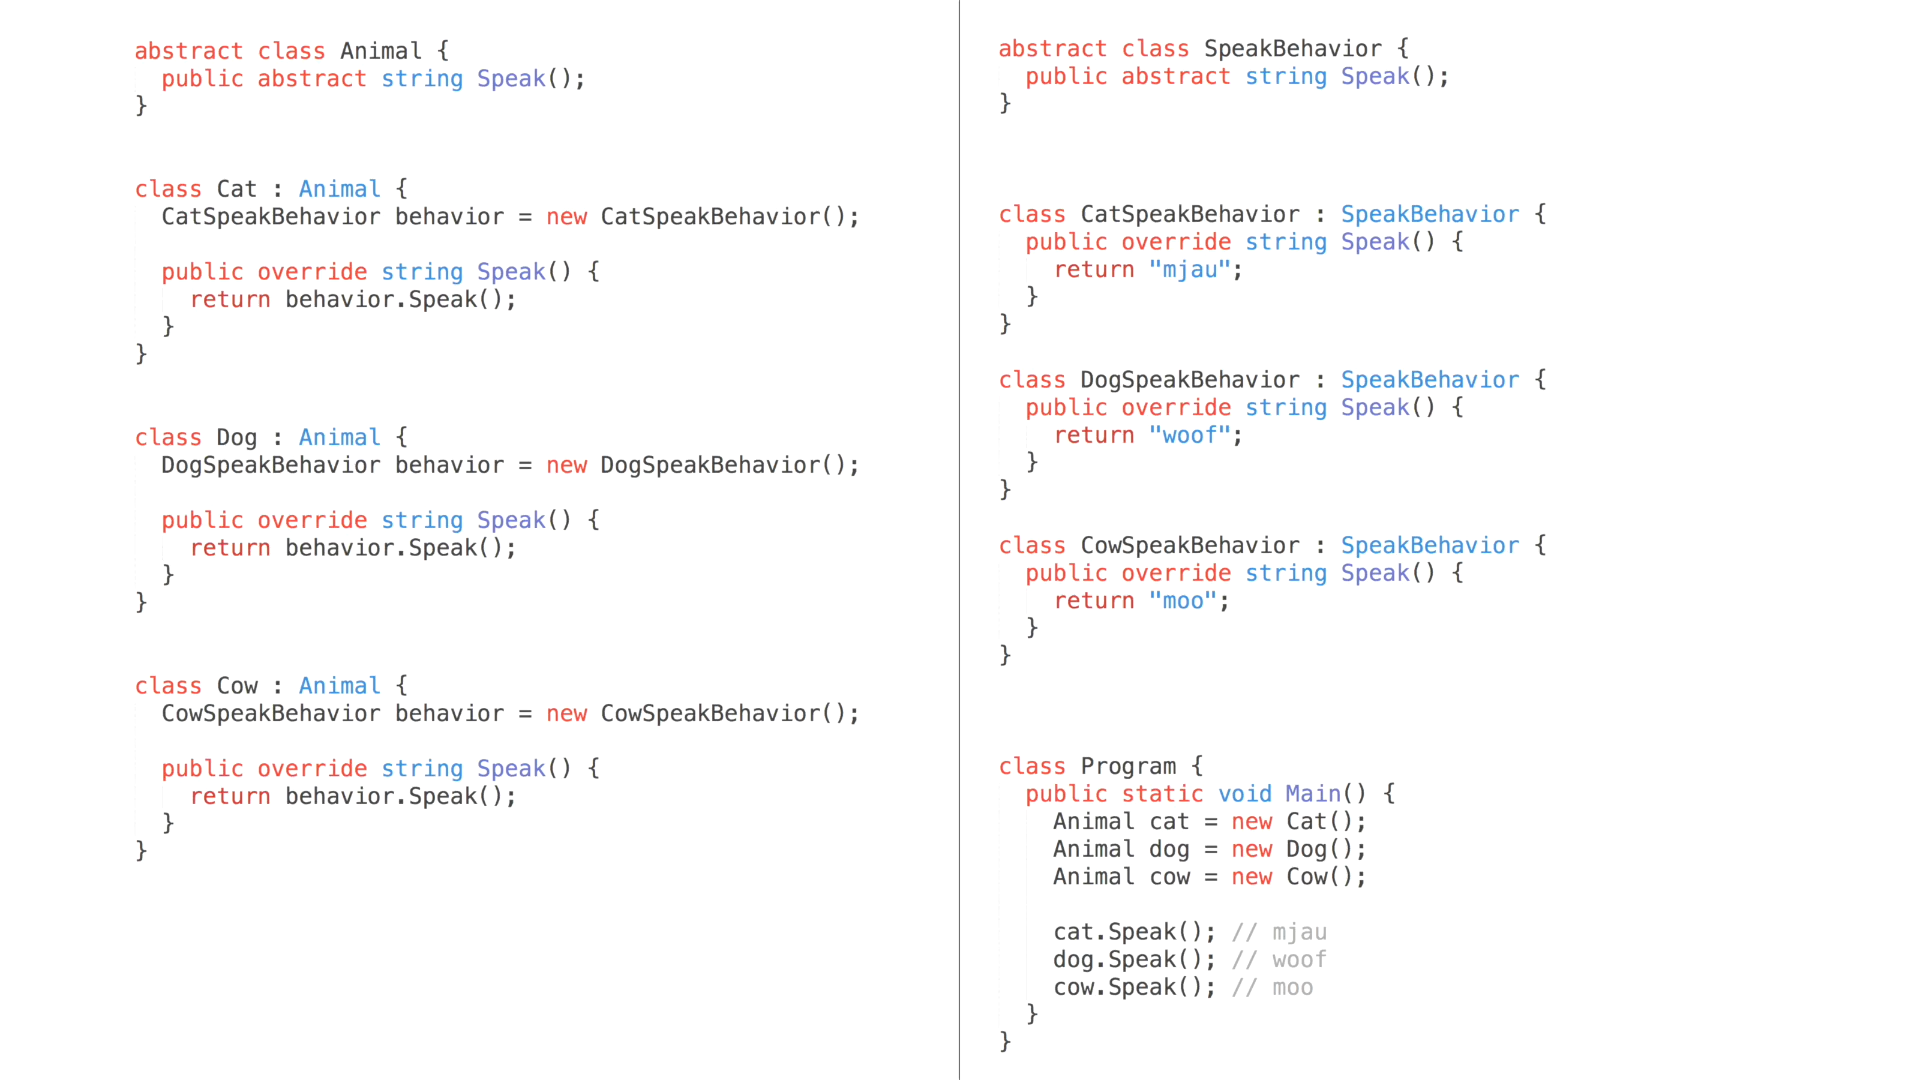 abstract class Animal {
  public abstract string Speak();
}
class Cat : Animal {
  CatSpeakBehavior behavior = new CatSpeakBehavior();
  public override string Speak() {
    return behavior.Speak();
  }
}
class Dog : Animal {
  DogSpeakBehavior behavior = new DogSpeakBehavior();
  public override string Speak() {
    return behavior.Speak();
  }
}
class Cow : Animal {
  CowSpeakBehavior behavior = new CowSpeakBehavior();
  public override string Speak() {
    return behavior.Speak();
  }
}
abstract class SpeakBehavior {
  public abstract string Speak();
}
class CatSpeakBehavior : SpeakBehavior {
  public override string Speak() {
    return "mjau";
  }
}
class DogSpeakBehavior : SpeakBehavior {
  public override string Speak() {
    return "woof";
  }
}
class CowSpeakBehavior : SpeakBehavior {
  public override string Speak() {
    return "moo";
  }
}
class Program {
  public static void Main() {
    Animal cat = new Cat();
    Animal dog = new Dog();
    Animal cow = new Cow();
    cat.Speak(); // mjau
    dog.Speak(); // woof
    cow.Speak(); // moo
  }
}